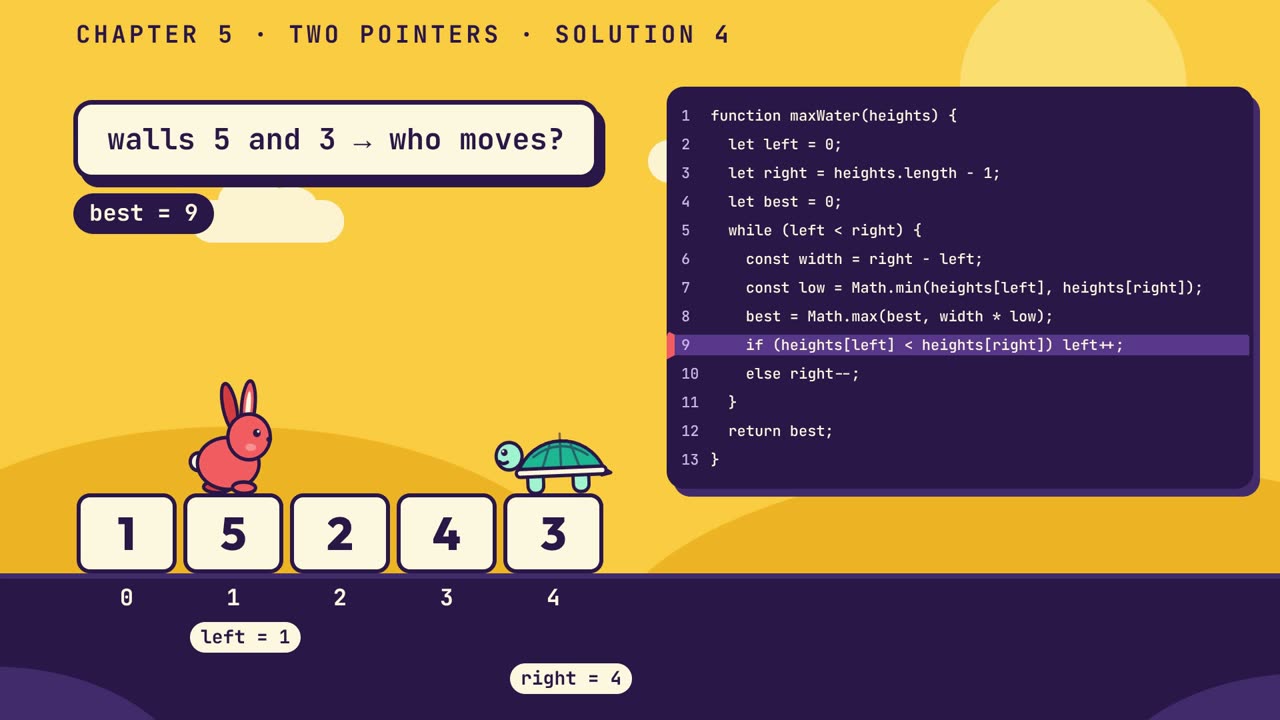 CHAPTER 5 · TWO POINTERS · SOLUTION 4
walls 5 and 3 → who moves?
best = 9
1 function maxWater(heights) {
2 let left = 0;
3 let right = heights.length - 1;
4 let best = 0;
5 while (left < right) {
6 const width = right - left;
7 const low = Math.min(heights[left], heights[right]);
8 best = Math.max(best, width * low);
9 if (heights[left] < heights[right]) left++;
10 else right--;
11 }
12 return best;
13 }
1 5 2 4 3
0 1 2 3 4
left = 1
right = 4